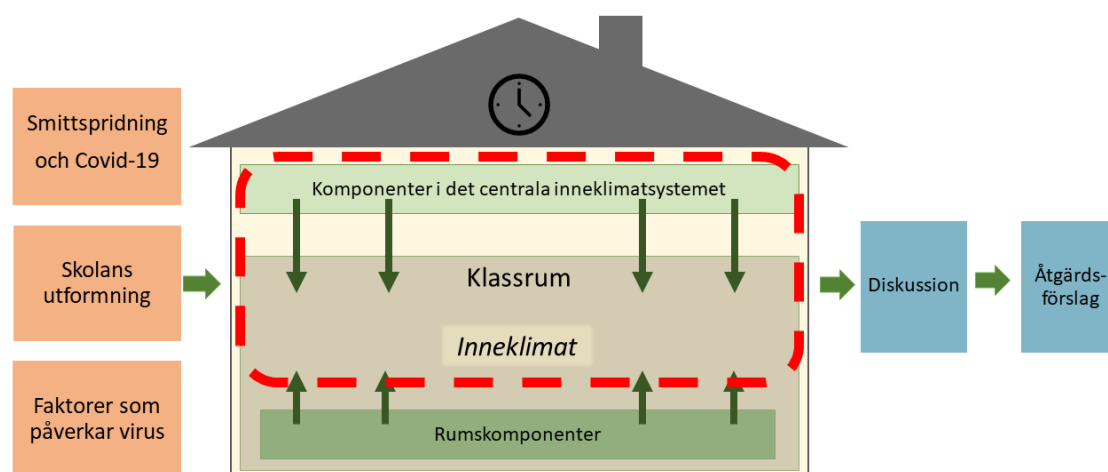 Smittspridning
och Covid-19
Skolans
utformning
Faktorer som
påverkar virus
Komponenter i det centrala inneklimatsystemet
Klassrum
Inneklimat
Rumskomponenter
Diskussion
Åtgärds-
förslag